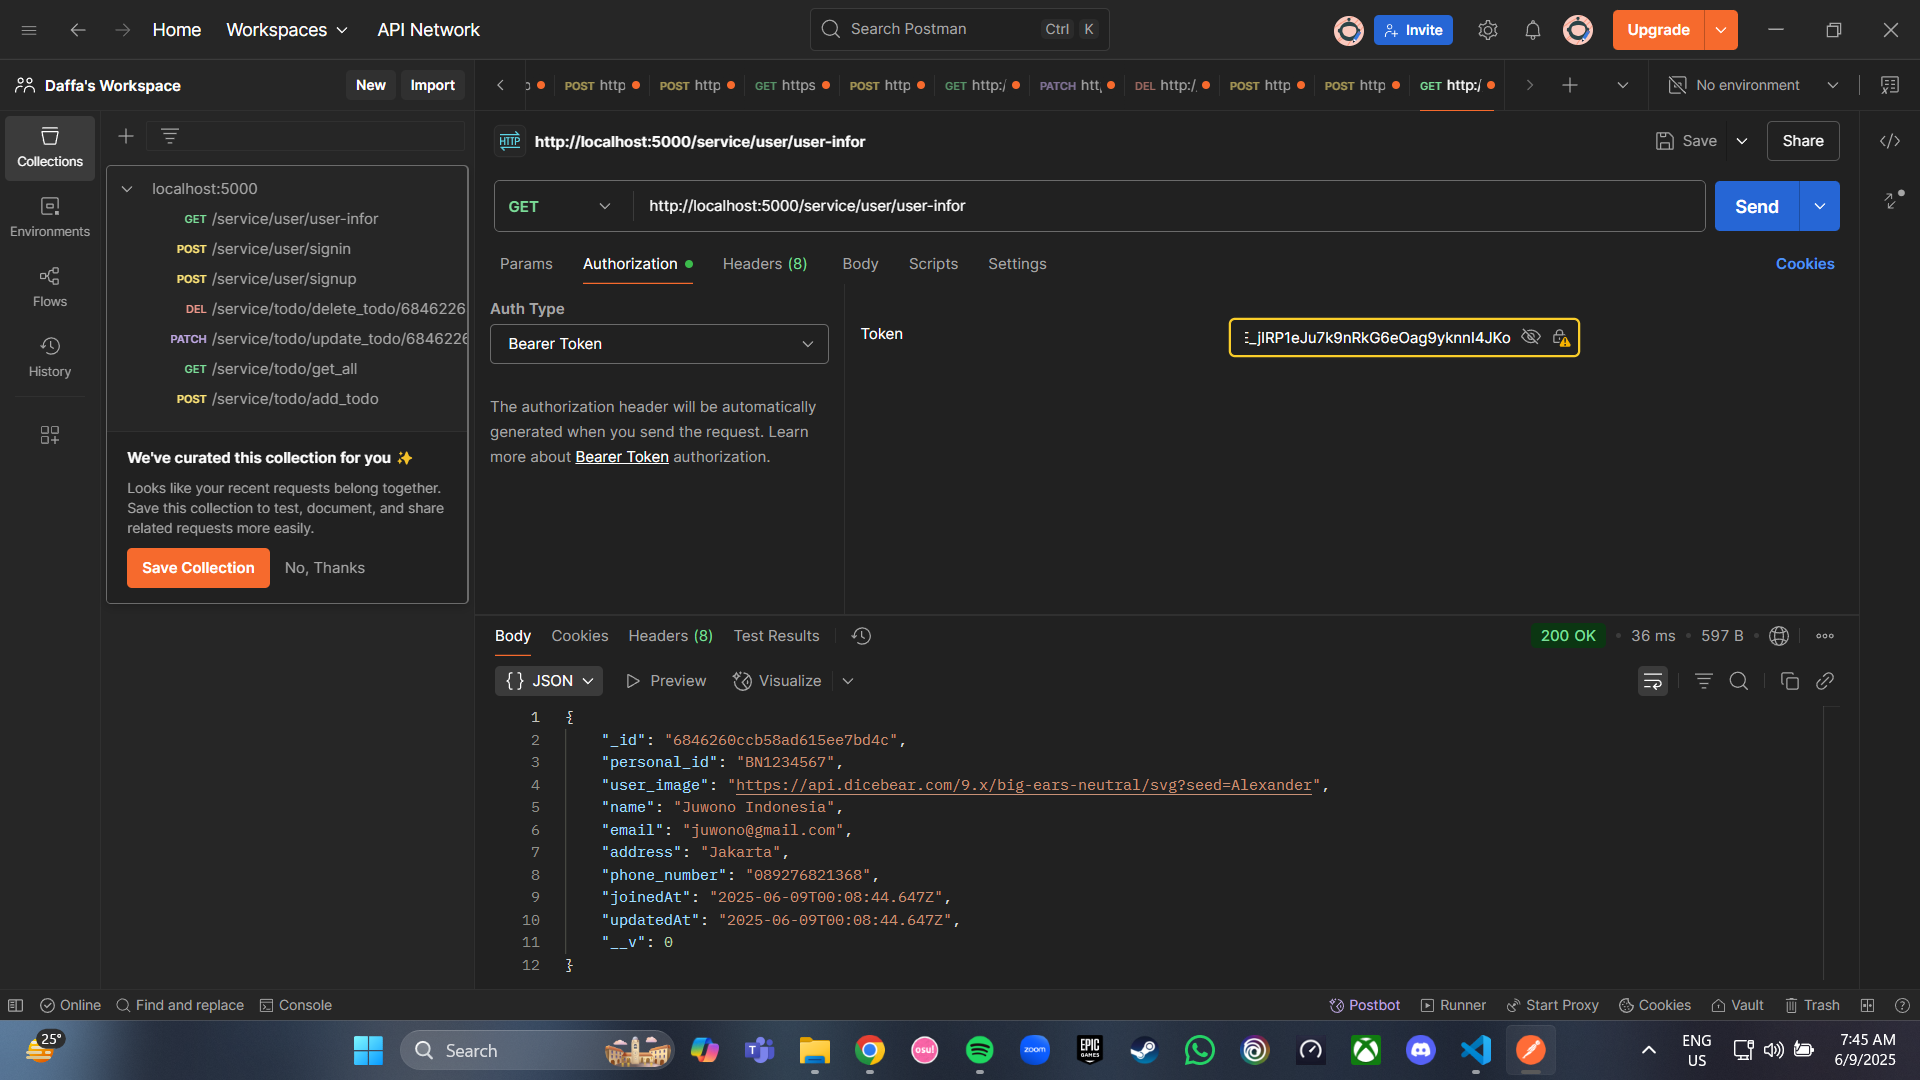 Home
Workspaces
API Network
Search Postman
Ctrl K
Invite
Upgrade
Daffa's Workspace
New
Import
POST http
POST http
GET https
POST http
GET http:/
PATCH htt
DEL http:/
POST http
POST http
GET http:/
No environment
Collections
Environments
Flows
History
localhost:5000
GET /service/user/user-infor
POST /service/user/signin
POST /service/user/signup
DEL /service/todo/delete_todo/6846226
PATCH /service/todo/update_todo/6846226
GET /service/todo/get_all
POST /service/todo/add_todo
We've curated this collection for you ✨
Looks like your recent requests belong together.
Save this collection to test, document, and share
related requests more easily.
Save Collection
No, Thanks
HTTP
http://localhost:5000/service/user/user-infor
Save
Share
GET
http://localhost:5000/service/user/user-infor
Send
Params
Authorization
Headers (8)
Body
Scripts
Settings
Cookies
Auth Type
Bearer Token
The authorization header will be automatically
generated when you send the request. Learn
more about Bearer Token authorization.
Token
E_jIRP1eJu7k9nRkG6eOag9yknnI4JKo
Body
Cookies
Headers (8)
Test Results
200 OK
36 ms
597 B
{} JSON
Preview
Visualize
1 {
2 "_id": "6846260ccb58ad615ee7bd4c",
3 "personal_id": "BN1234567",
4 "user_image": "https://api.dicebear.com/9.x/big-ears-neutral/svg?seed=Alexander",
5 "name": "Juwono Indonesia",
6 "email": "juwono@gmail.com",
7 "address": "Jakarta",
8 "phone_number": "089276821368",
9 "joinedAt": "2025-06-09T00:08:44.647Z",
10 "updatedAt": "2025-06-09T00:08:44.647Z",
11 "__v": 0
12 }
Online
Find and replace
Console
Postbot
Runner
Start Proxy
Cookies
Vault
Trash
25°
Search
osu!
zoom
EPIC
GAMES
ENG
US
7:45 AM
6/9/2025